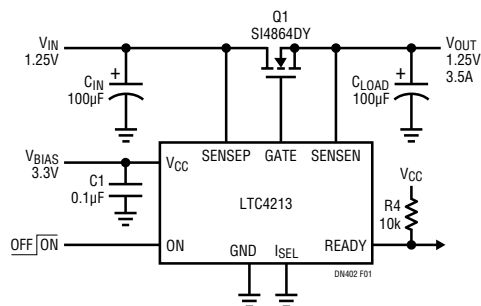 Q1
SI4864DY
VIN
1.25V
VOUT
1.25V
3.5A
CIN
100µF
+
CLOAD
100µF
+
VBIAS
3.3V
C1
0.1µF
VCC
SENSEP
GATE
SENSEN
LTC4213
VCC
R4
10k
OFF ON
ON
GND
ISEL
READY
DN402 F01